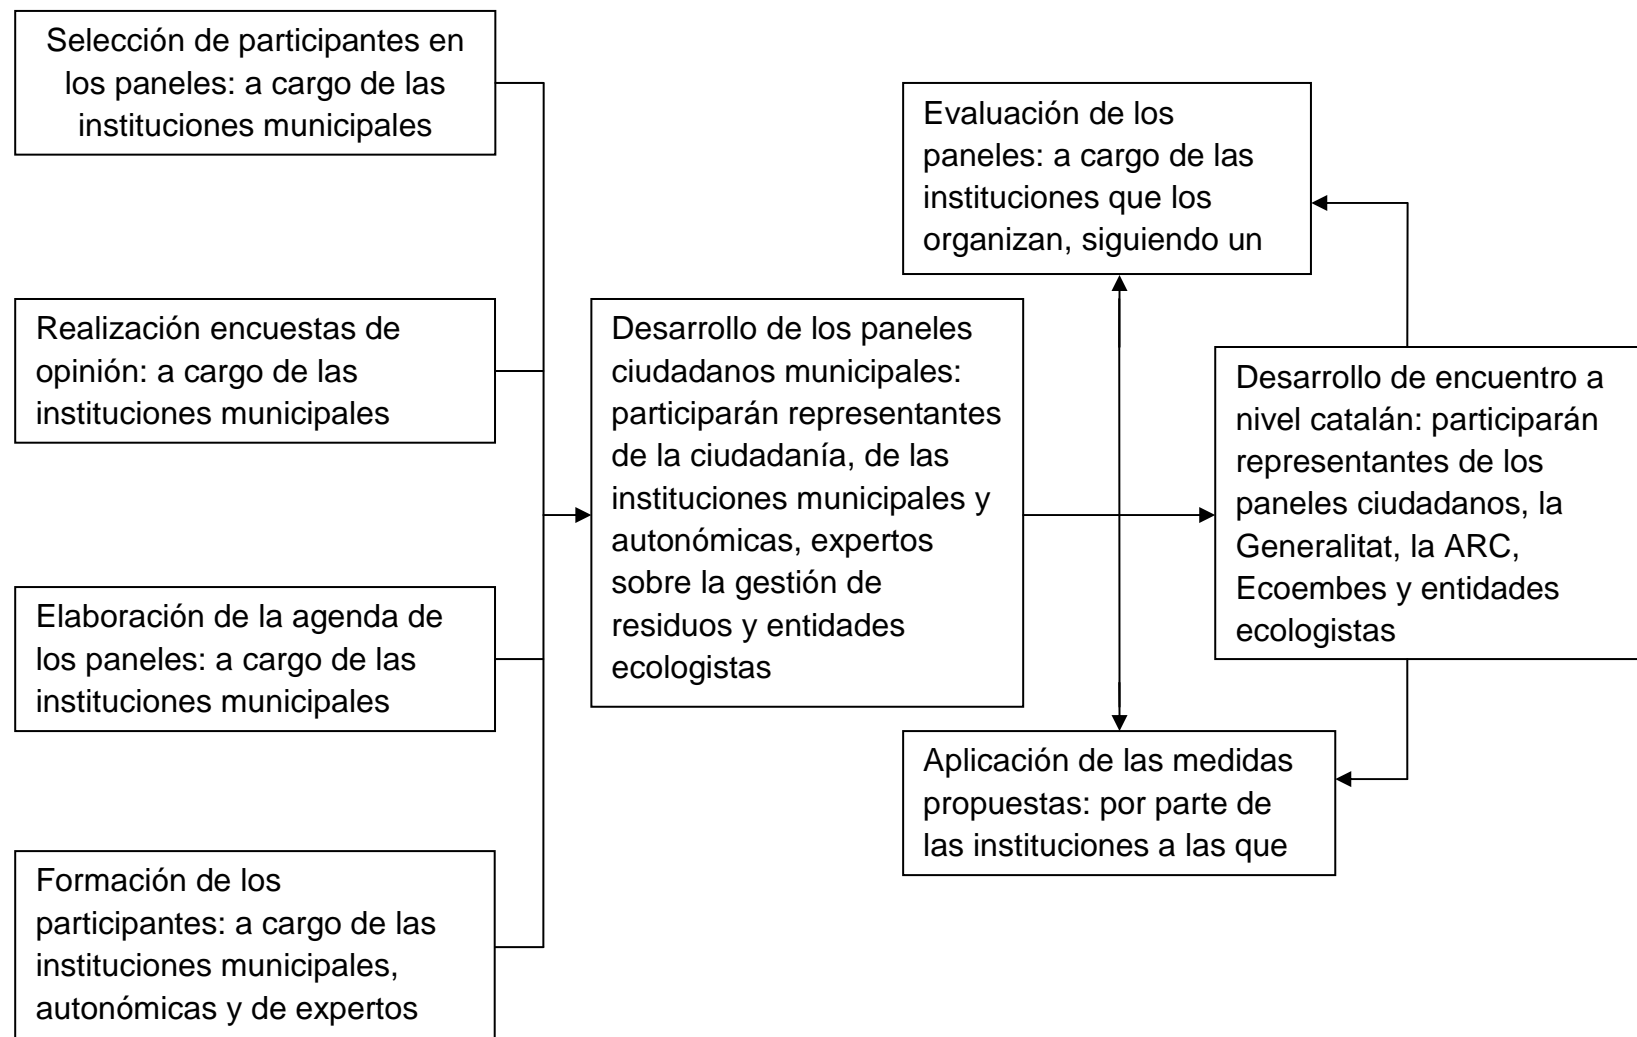 Selección de participantes en
los paneles: a cargo de las
instituciones municipales
Realización encuestas de
opinión: a cargo de las
instituciones municipales
Elaboración de la agenda de
los paneles: a cargo de las
instituciones municipales
Formación de los
participantes: a cargo de las
instituciones municipales,
autonómicas y de expertos
Desarrollo de los paneles
ciudadanos municipales:
participarán representantes
de la ciudadanía, de las
instituciones municipales y
autonómicas, expertos
sobre la gestión de
residuos y entidades
ecologistas
Evaluación de los
paneles: a cargo de las
instituciones que los
organizan, siguiendo un
Desarrollo de encuentro a
nivel catalán: participarán
representantes de los
paneles ciudadanos, la
Generalitat, la ARC,
Ecoembes y entidades
ecologistas
Aplicación de las medidas
propuestas: por parte de
las instituciones a las que